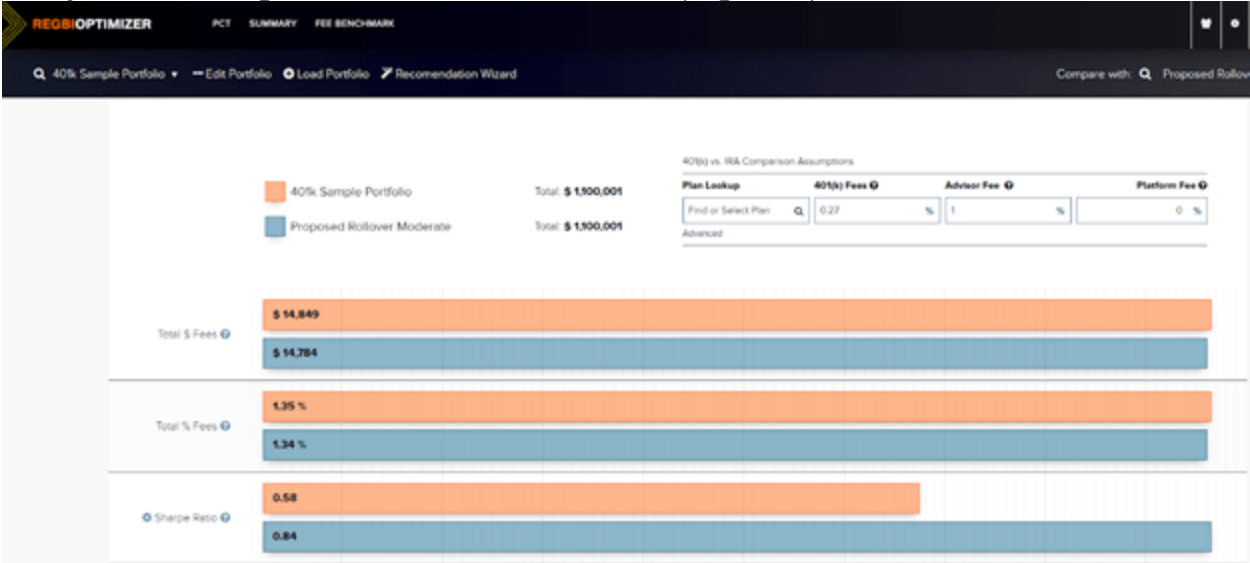 REGBIOPTIMIZER PCT SUMMARY FEE BENCHMARK
401k Sample Portfolio Edit Portfolio Load Portfolio Recomendation Wizard Compare with: Proposed Rollov
401(k) vs. IRA Comparison Assumptions
401k Sample Portfolio Total: $ 1,100,001
Proposed Rollover Moderate Total: $ 1,100,001
Plan Lookup 401(k) Fees Advisor Fee Platform Fee
Find or Select Plan 0.27 % 1 % 0 %
Advanced
Total $ Fees
$ 14,849
$ 14,784
Total % Fees
1.35 %
1.34 %
Sharpe Ratio
0.58
0.84